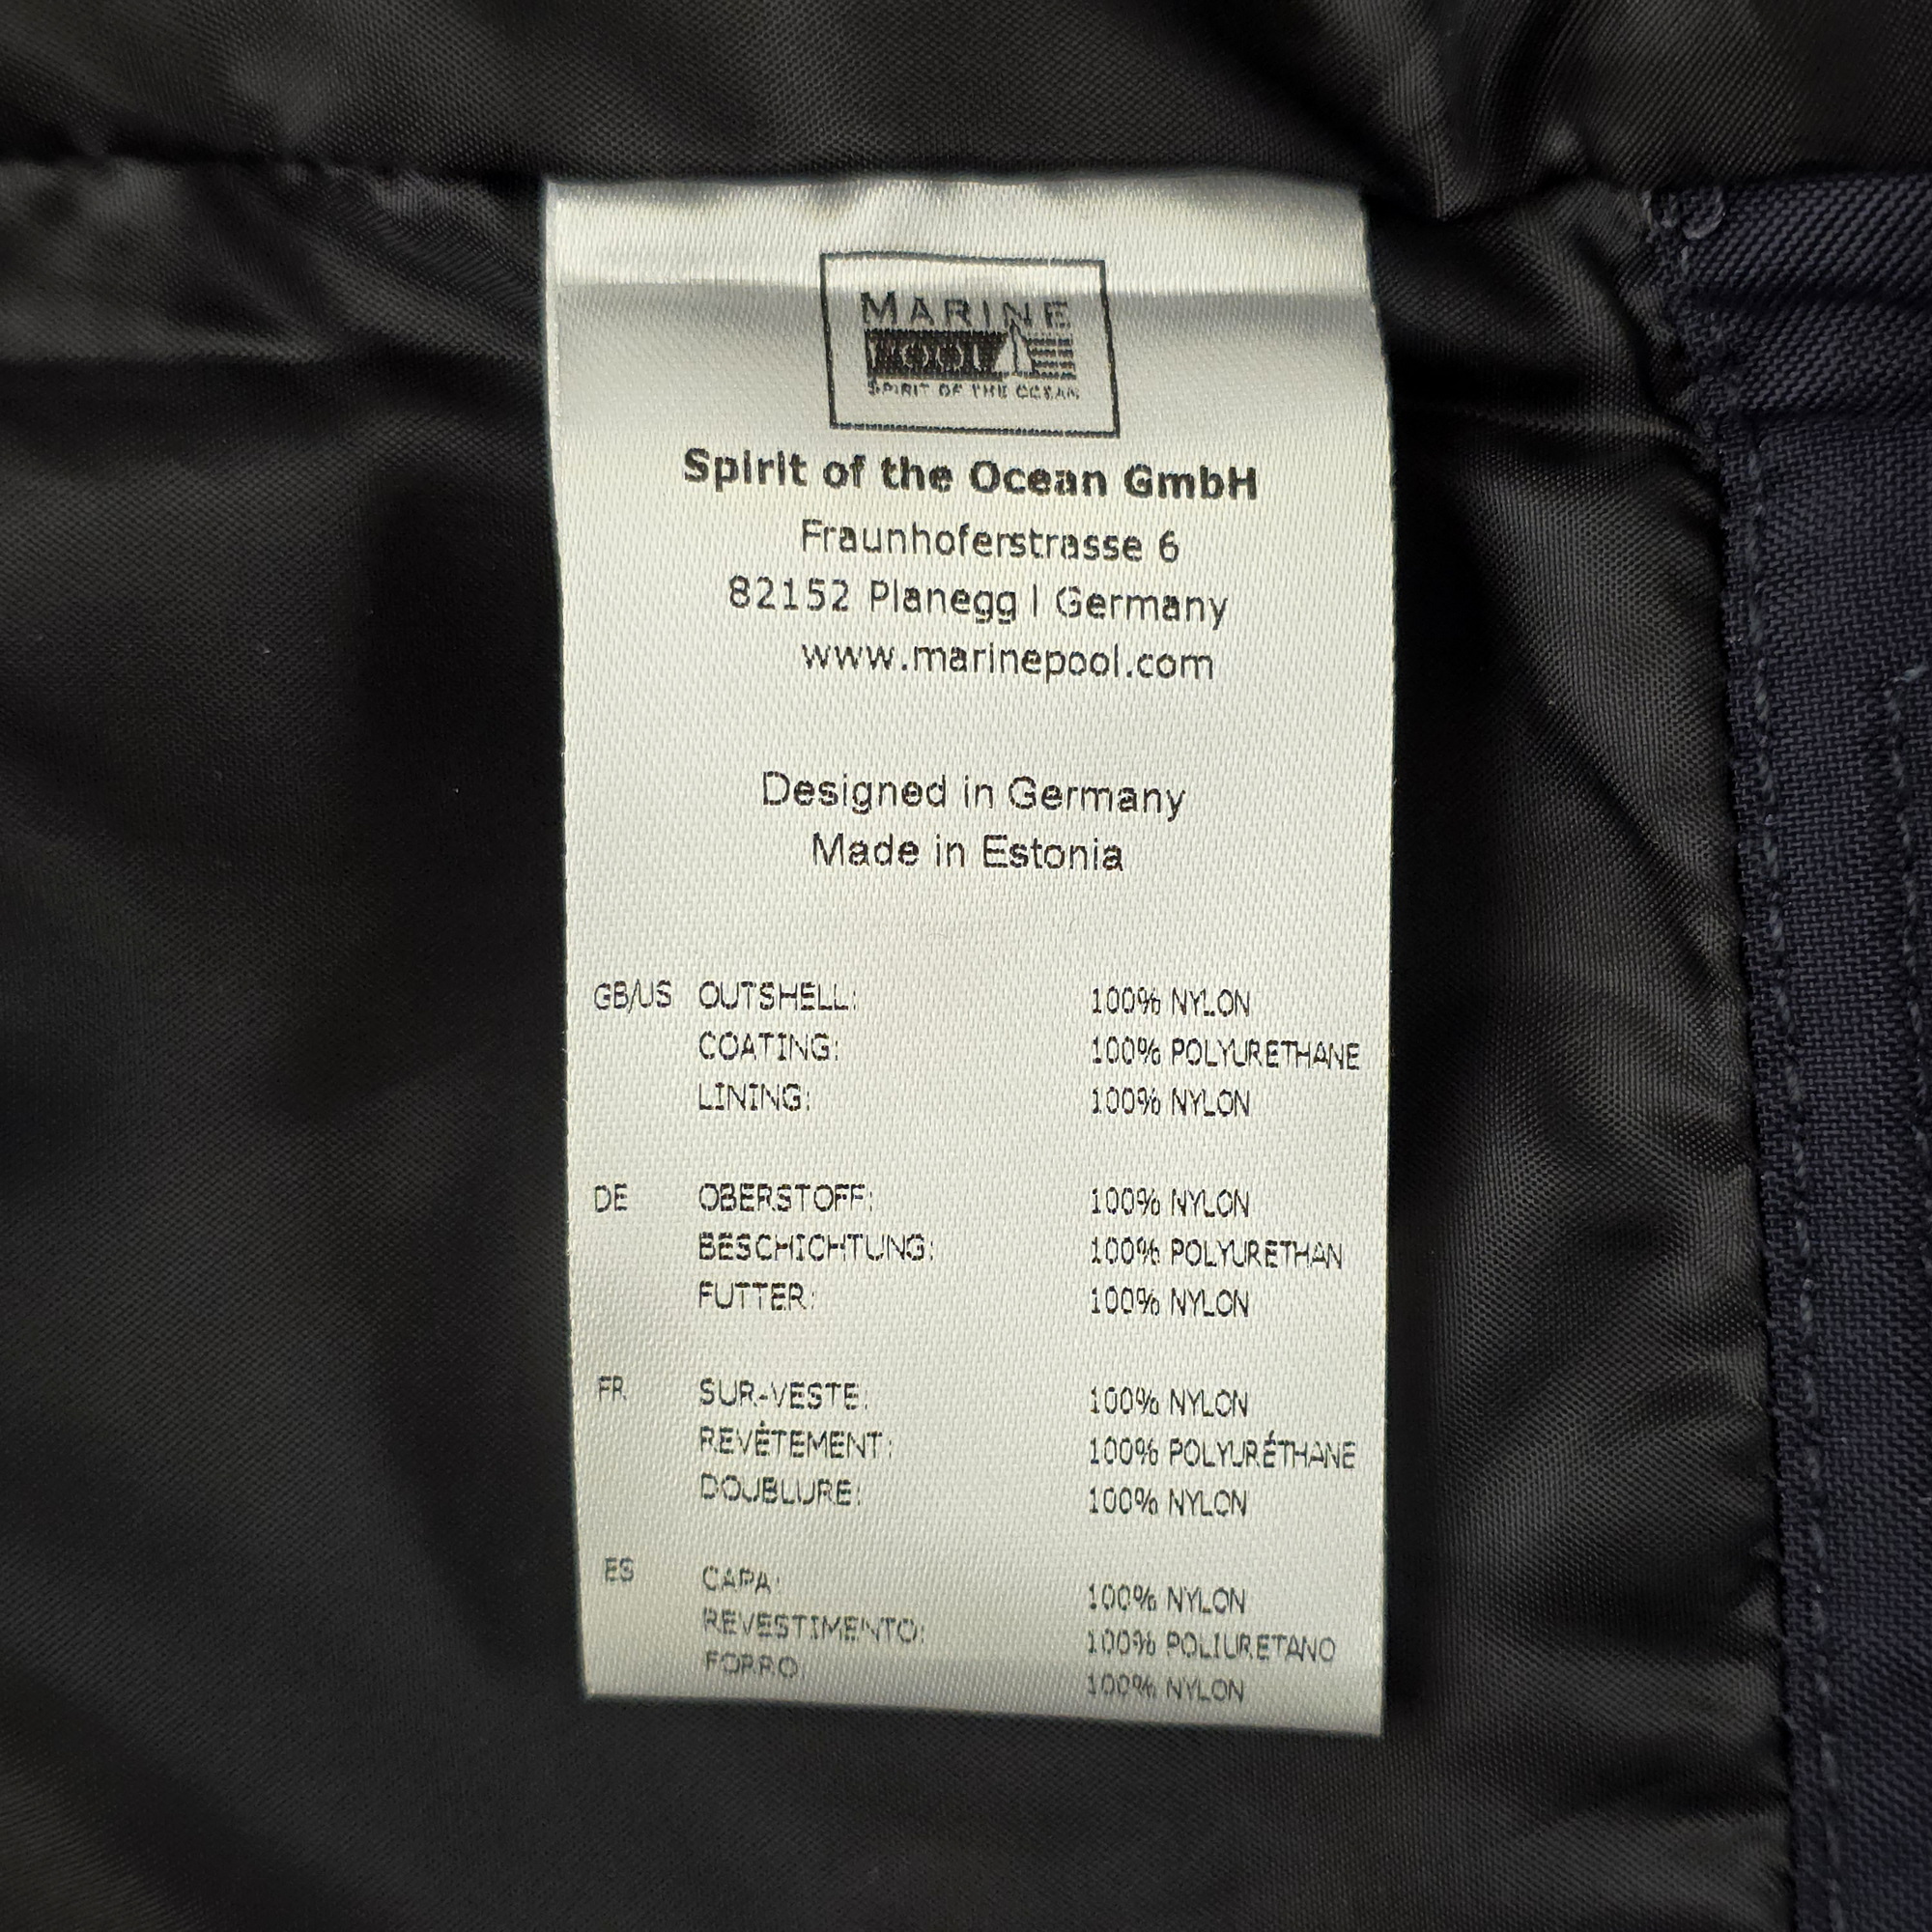 MARINE
POOL
SPIRIT OF THE OCEAN
Spirit of the Ocean GmbH
Fraunhoferstrasse 6
82152 Planegg | Germany
www.marinepool.com
Designed in Germany
Made in Estonia
GB/US OUTSHELL: 100% NYLON
COATING: 100% POLYURETHANE
LINING: 100% NYLON
DE OBERSTOFF: 100% NYLON
BESCHICHTUNG: 100% POLYURETHAN
FUTTER: 100% NYLON
FR SUR-VESTE: 100% NYLON
REVÊTEMENT: 100% POLYURÉTHANE
DOUBLURE: 100% NYLON
ES CAPA: 100% NYLON
REVESTIMENTO: 100% POLIURETANO
FORRO: 100% NYLON